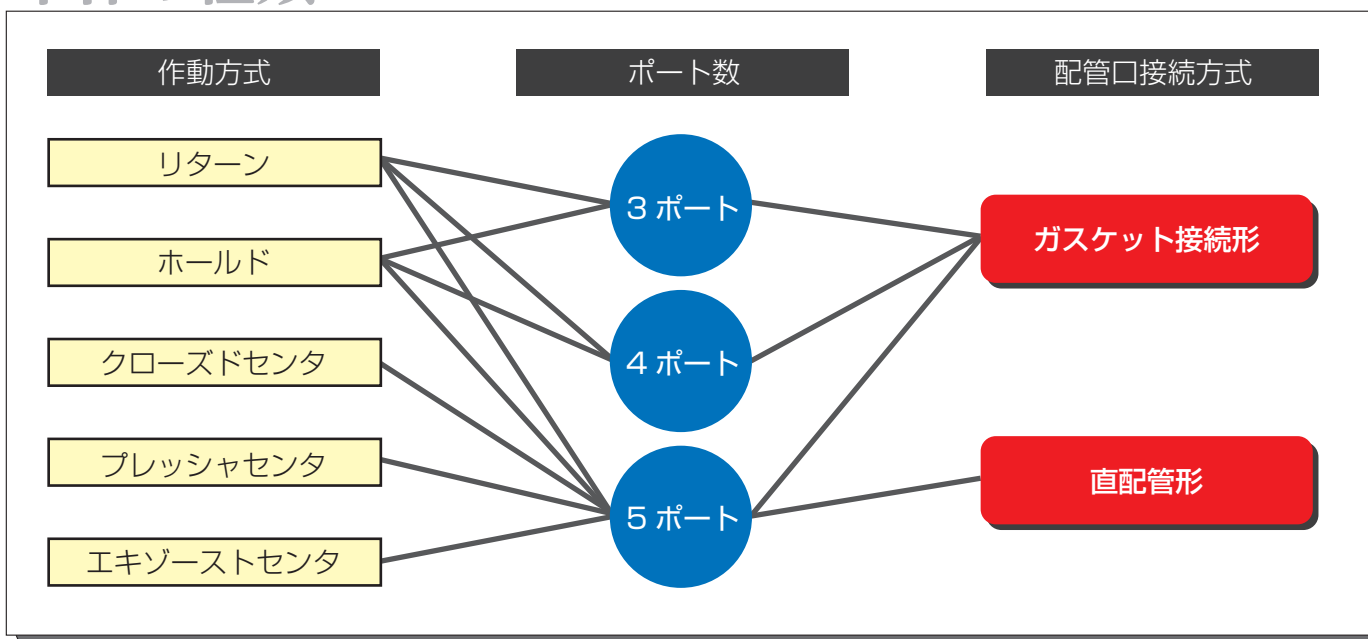 作動方式
ポート数
配管口接続方式
リターン
ホールド
クローズドセンタ
プレッシャセンタ
エキゾーストセンタ
3 ポート
4 ポート
5 ポート
ガスケット接続形
直配管形